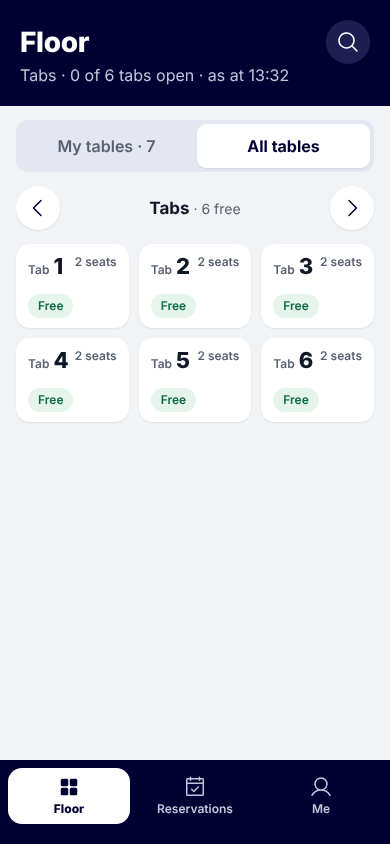 Floor
Tabs · 0 of 6 tabs open · as at 13:32
My tables · 7
All tables
Tabs · 6 free
Tab 1 2 seats
Free
Tab 2 2 seats
Free
Tab 3 2 seats
Free
Tab 4 2 seats
Free
Tab 5 2 seats
Free
Tab 6 2 seats
Free
Floor
Reservations
Me